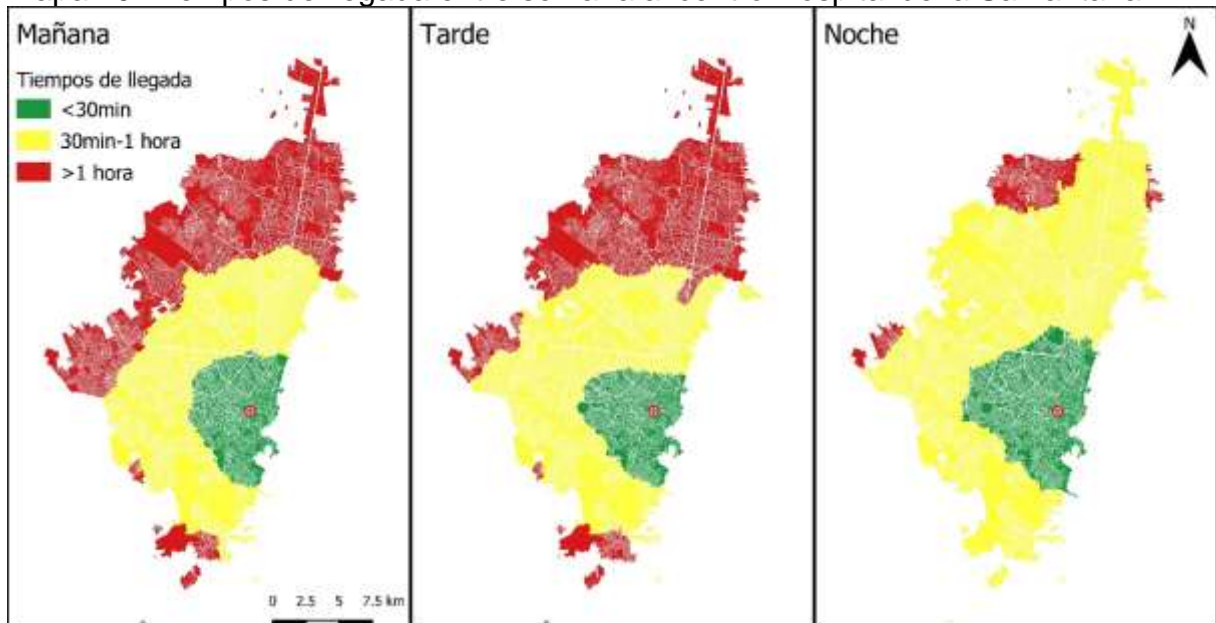 Mañana
Tiempos de llegada
<30min
30min-1 hora
>1 hora
0 2.5 5 7.5 km
Tarde
Noche
N